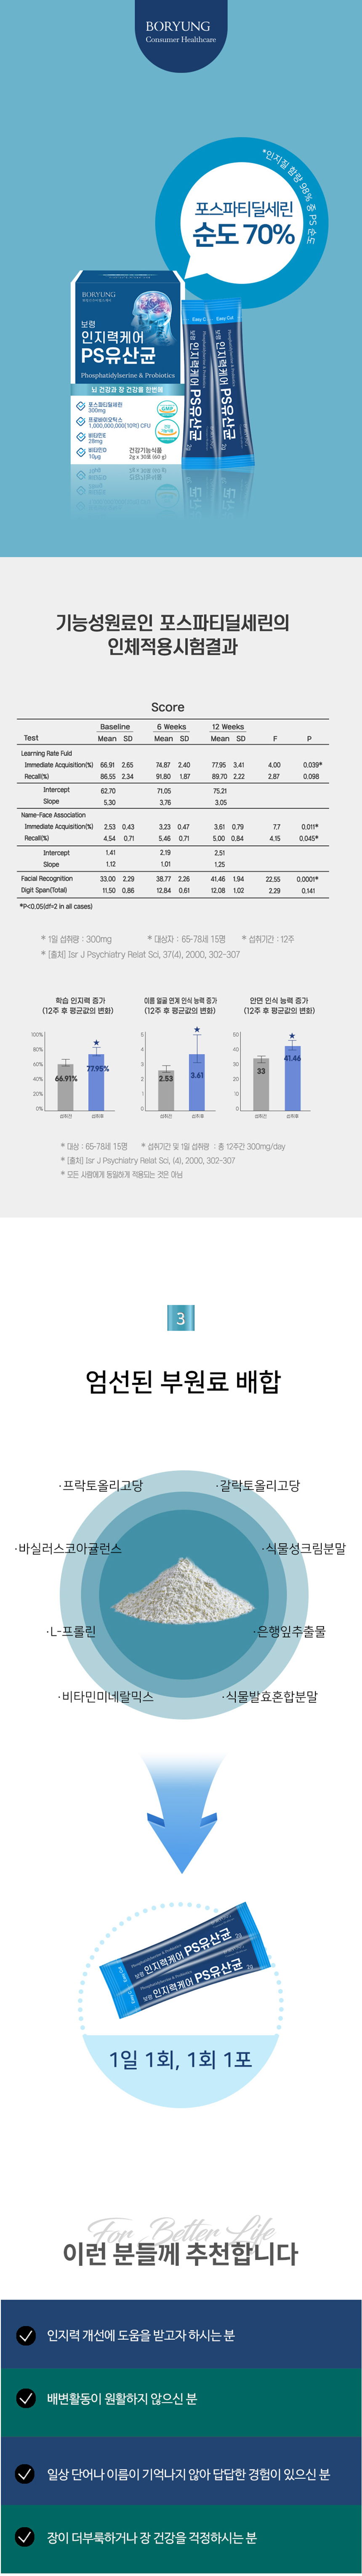 BORYUNG
Consumer Healthcare
*인지질 함량 98% 중 PS 순도
포스파티딜세린
순도 70%
BORYUNG
보령
인지력케어
PS유산균
Phosphatidylserine & Probiotics
뇌 건강과 장 건강을 한번에
포스파티딜세린
300mg
프로바이오틱스
1,000,000,000(10억) CFU
비타민E
28mg
비타민D
10μg
GMP
건강기능식품
2g x 30포 (60 g)
Easy Cut
보령 인지력케어
PS유산균
2g
기능성원료인 포스파티딜세린의
인체적용시험결과
Score
Baseline 6 Weeks 12 Weeks
Test Mean SD Mean SD Mean SD F P
Learning Rate Fuld
Immediate Acquisition(%) 66.91 2.65 74.87 2.40 77.95 3.41 4.00 0.039*
Recall(%) 86.55 2.34 91.80 1.87 89.70 2.22 2.87 0.098
Intercept 62.70 71.05 75.21
Slope 5.30 3.76 3.05
Name-Face Association
Immediate Acquisition(%) 2.53 0.43 3.23 0.47 3.61 0.79 7.7 0.011*
Recall(%) 4.54 0.71 5.46 0.71 5.00 0.84 4.15 0.045*
Intercept 1.41 2.19 2.51
Slope 1.12 1.01 1.25
Facial Recognition 33.00 2.29 38.77 2.26 41.46 1.94 22.55 0.0001*
Digit Span(Total) 11.50 0.86 12.84 0.61 12.08 1.02 2.29 0.141
*P<0.05(df=2 in all cases)
* 1일 섭취량 : 300mg * 대상자 : 65-78세 15명 * 섭취기간 : 12주
* [출처] Isr J Psychiatry Relat Sci, 37(4), 2000, 302-307
학습 인지력 증가
(12주 후 평균값의 변화)
100%
80%
60%
40%
20%
0%
66.91%
77.95%
섭취전 섭취후
이름 얼굴 연계 인식 능력 증가
(12주 후 평균값의 변화)
5
4
3
2
1
0
2.53
3.61
섭취전 섭취후
안면 인식 능력 증가
(12주 후 평균값의 변화)
50
40
30
20
10
0
33
41.46
섭취전 섭취후
* 대상 : 65-78세 15명 * 섭취기간 및 1일 섭취량 : 총 12주간 300mg/day
* [출처] Isr J Psychiatry Relat Sci, (4), 2000, 302-307
* 모든 사람에게 동일하게 적용되는 것은 아님
3
엄선된 부원료 배합
·프락토올리고당 ·갈락토올리고당
·바실러스코아귤런스 ·식물성크림분말
·L-프롤린 ·은행잎추출물
·비타민미네랄믹스 ·식물발효혼합분말
보령 인지력케어 PS유산균 2g
Phosphatidylserine & Probiotics
보령 인지력케어 PS유산균 2g
1일 1회, 1회 1포
For Better Life
이런 분들께 추천합니다
인지력 개선에 도움을 받고자 하시는 분
배변활동이 원활하지 않으신 분
일상 단어나 이름이 기억나지 않아 답답한 경험이 있으신 분
장이 더부룩하거나 장 건강을 걱정하시는 분